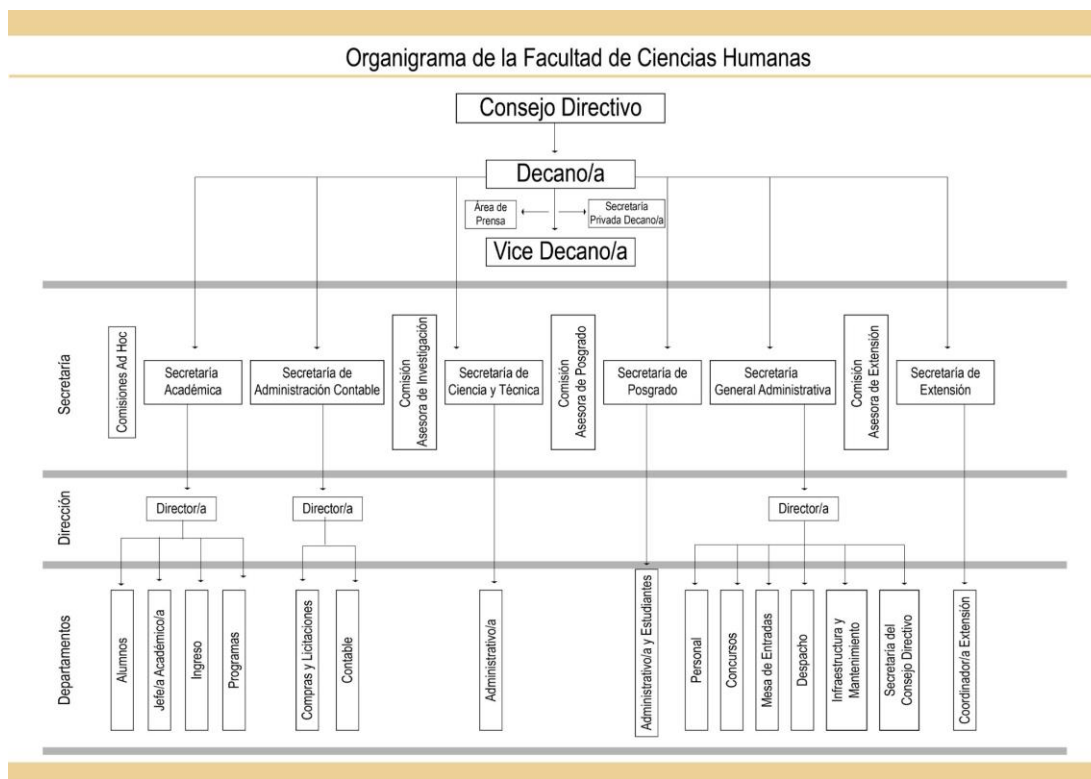 Organigrama de la Facultad de Ciencias Humanas
Consejo Directivo
Decano/a
Área de
Prensa
Secretaría
Privada Decano/a
Vice Decano/a
Secretaría
Comisiones Ad Hoc
Secretaría
Académica
Secretaría de
Administración Contable
Comisión
Asesora de Investigación
Secretaría de
Ciencia y Técnica
Comisión
Asesora de Posgrado
Secretaría de
Posgrado
Secretaría
General Administrativa
Comisión
Asesora de Extensión
Secretaría de
Extensión
Dirección
Director/a
Director/a
Director/a
Departamentos
Alumnos
Jefe/a Académico/a
Ingreso
Programas
Compras y Licitaciones
Contable
Administrativo/a
Administrativo/a y Estudiantes
Personal
Concursos
Mesa de Entradas
Despacho
Infraestructura y
Mantenimiento
Secretaría del
Consejo Directivo
Coordinador/a Extensión